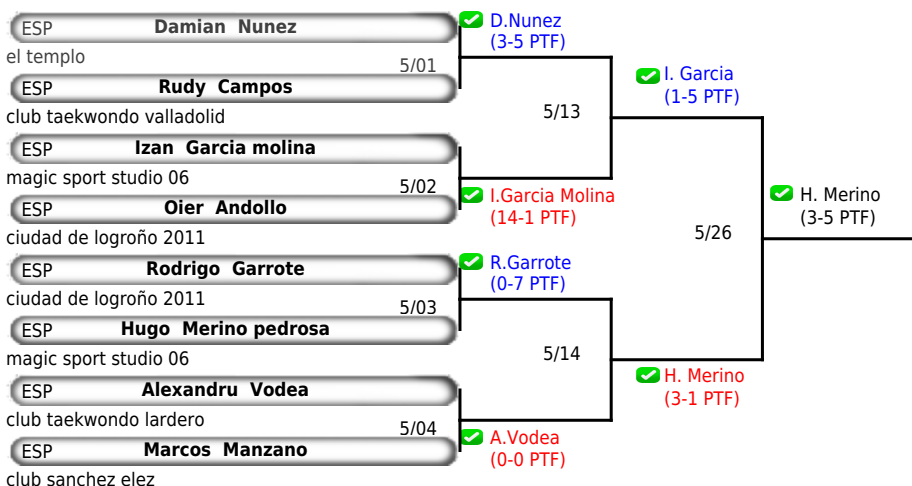 ESP Damian Nunez
el templo
5/01
ESP Rudy Campos
club taekwondo valladolid
ESP Izan Garcia molina
magic sport studio 06
5/02
ESP Oier Andollo
ciudad de logroño 2011
ESP Rodrigo Garrote
ciudad de logroño 2011
5/03
ESP Hugo Merino pedrosa
magic sport studio 06
ESP Alexandru Vodea
club taekwondo lardero
5/04
ESP Marcos Manzano
club sanchez elez
D.Nunez
(3-5 PTF)
5/13
I.Garcia Molina
(14-1 PTF)
R.Garrote
(0-7 PTF)
5/14
A.Vodea
(0-0 PTF)
I. Garcia
(1-5 PTF)
5/26
H. Merino
(3-1 PTF)
H. Merino
(3-5 PTF)